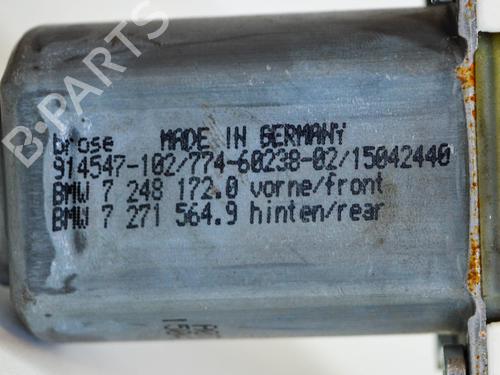 B-PARTS
brose MADE IN GERMANY
914547-102/774-60238-02/15042440
BMW 7 248 172.0 vorne/front
BMW 7 271 564.9 hinten/rear